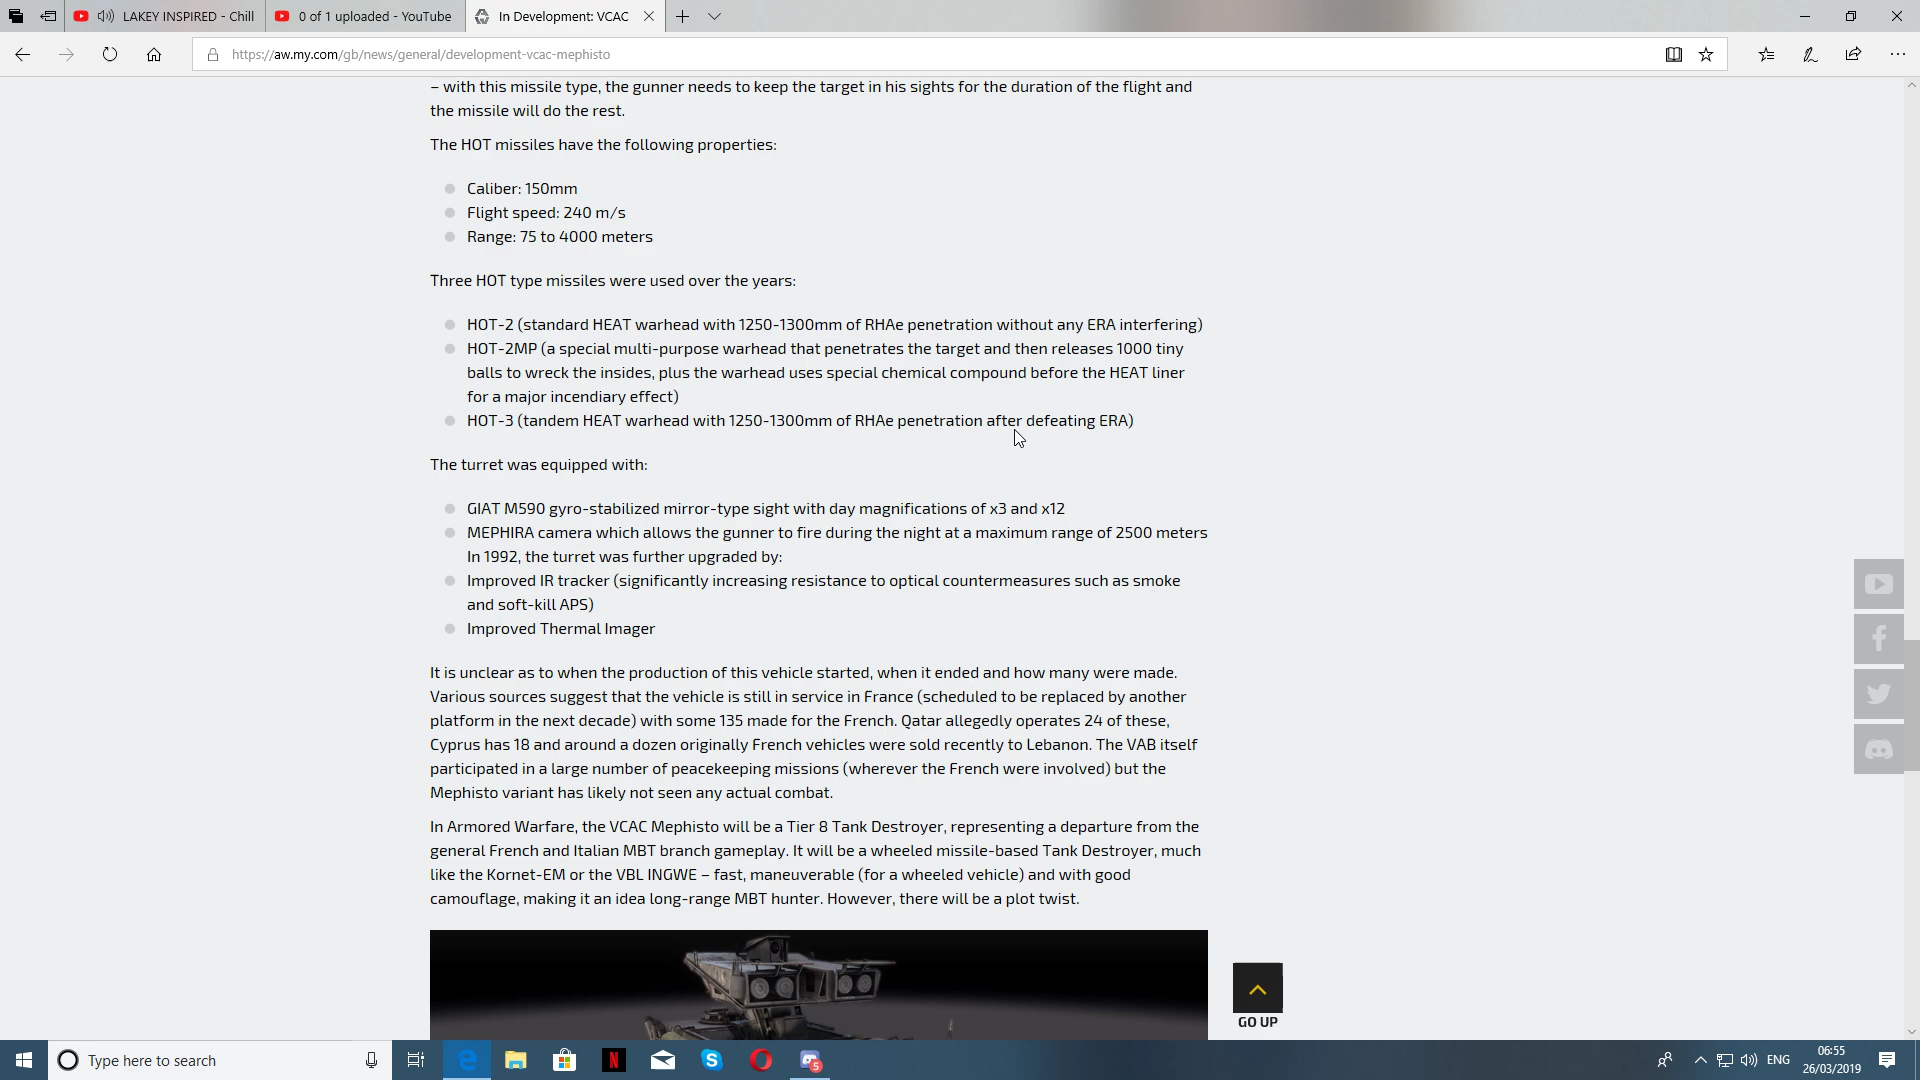 LAKEY INSPIRED - Chill
0 of 1 uploaded - YouTube
In Development: VCAC
https://aw.my.com/gb/news/general/development-vcac-mephisto
– with this missile type, the gunner needs to keep the target in his sights for the duration of the flight and
the missile will do the rest.
The HOT missiles have the following properties:
Caliber: 150mm
Flight speed: 240 m/s
Range: 75 to 4000 meters
Three HOT type missiles were used over the years:
HOT-2 (standard HEAT warhead with 1250-1300mm of RHAe penetration without any ERA interfering)
HOT-2MP (a special multi-purpose warhead that penetrates the target and then releases 1000 tiny
balls to wreck the insides, plus the warhead uses special chemical compound before the HEAT liner
for a major incendiary effect)
HOT-3 (tandem HEAT warhead with 1250-1300mm of RHAe penetration after defeating ERA)
The turret was equipped with:
GIAT M590 gyro-stabilized mirror-type sight with day magnifications of x3 and x12
MEPHIRA camera which allows the gunner to fire during the night at a maximum range of 2500 meters
In 1992, the turret was further upgraded by:
Improved IR tracker (significantly increasing resistance to optical countermeasures such as smoke
and soft-kill APS)
Improved Thermal Imager
It is unclear as to when the production of this vehicle started, when it ended and how many were made.
Various sources suggest that the vehicle is still in service in France (scheduled to be replaced by another
platform in the next decade) with some 135 made for the French. Qatar allegedly operates 24 of these,
Cyprus has 18 and around a dozen originally French vehicles were sold recently to Lebanon. The VAB itself
participated in a large number of peacekeeping missions (wherever the French were involved) but the
Mephisto variant has likely not seen any actual combat.
In Armored Warfare, the VCAC Mephisto will be a Tier 8 Tank Destroyer, representing a departure from the
general French and Italian MBT branch gameplay. It will be a wheeled missile-based Tank Destroyer, much
like the Kornet-EM or the VBL INGWE – fast, maneuverable (for a wheeled vehicle) and with good
camouflage, making it an idea long-range MBT hunter. However, there will be a plot twist.
GO UP
Type here to search
N
5
ENG
06:55
26/03/2019